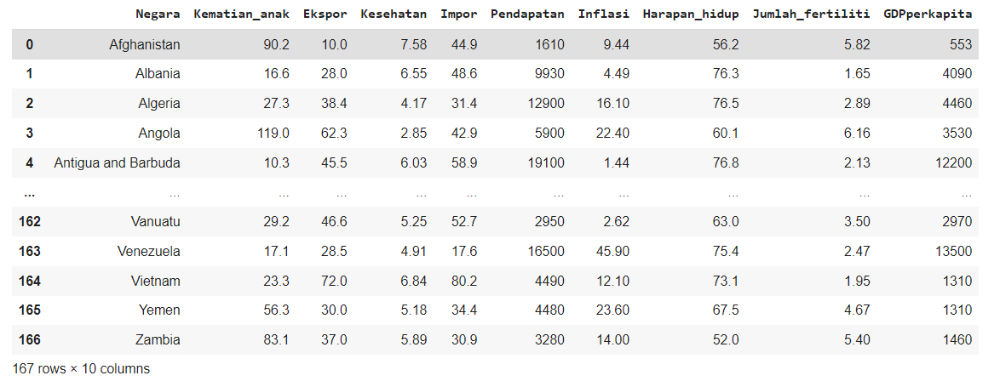 Negara Kematian_anak Ekspor Kesehatan Impor Pendapatan Inflasi Harapan_hidup Jumlah_fertiliti GDPperkapita
0 Afghanistan 90.2 10.0 7.58 44.9 1610 9.44 56.2 5.82 553
1 Albania 16.6 28.0 6.55 48.6 9930 4.49 76.3 1.65 4090
2 Algeria 27.3 38.4 4.17 31.4 12900 16.10 76.5 2.89 4460
3 Angola 119.0 62.3 2.85 42.9 5900 22.40 60.1 6.16 3530
4 Antigua and Barbuda 10.3 45.5 6.03 58.9 19100 1.44 76.8 2.13 12200
... ... ... ... ... ... ... ... ... ... ...
162 Vanuatu 29.2 46.6 5.25 52.7 2950 2.62 63.0 3.50 2970
163 Venezuela 17.1 28.5 4.91 17.6 16500 45.90 75.4 2.47 13500
164 Vietnam 23.3 72.0 6.84 80.2 4490 12.10 73.1 1.95 1310
165 Yemen 56.3 30.0 5.18 34.4 4480 23.60 67.5 4.67 1310
166 Zambia 83.1 37.0 5.89 30.9 3280 14.00 52.0 5.40 1460
167 rows × 10 columns